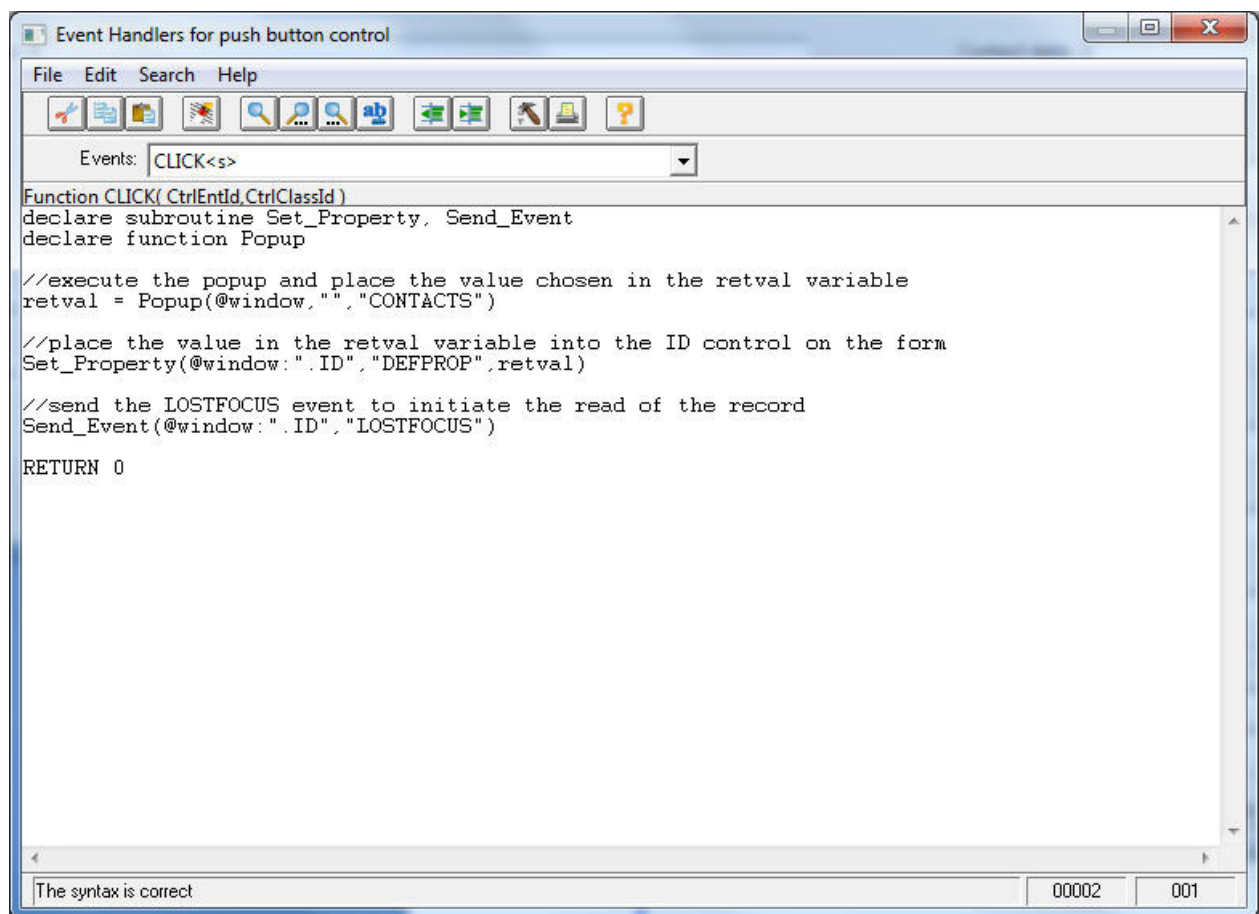 Event Handlers for push button control
File Edit Search Help
Events: CLICK<s>
Function CLICK( CtrlEntId,CtrlClassId )
declare subroutine Set_Property, Send_Event
declare function Popup
//execute the popup and place the value chosen in the retval variable
retval = Popup(@window,"","CONTACTS")
//place the value in the retval variable into the ID control on the form
Set_Property(@window:".ID","DEFPROP",retval)
//send the LOSTFOCUS event to initiate the read of the record
Send_Event(@window:".ID","LOSTFOCUS")
RETURN 0
The syntax is correct 00002 001